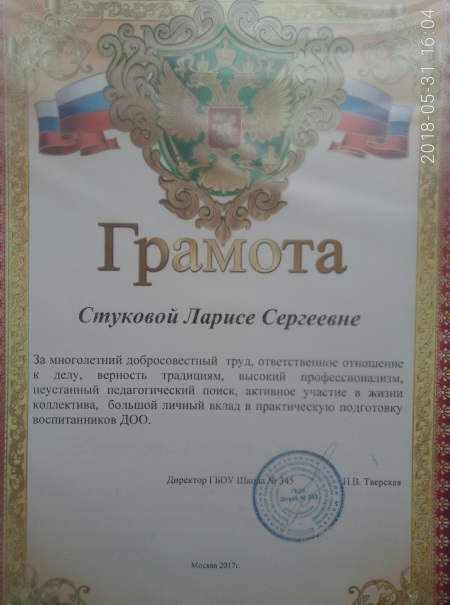 2018-05-31 16:04
Грамота
Стуковой Ларисе Сергеевне
За многолетний добросовестный труд, ответственное отношение
к делу, верность традициям, высокий профессионализм,
неустанный педагогический поиск, активное участие в жизни
коллектива, большой личный вклад в практическую подготовку
воспитанников ДОО.
Директор ГБОУ Школа № 345 Н.В. Тверская
Москва 2017г.